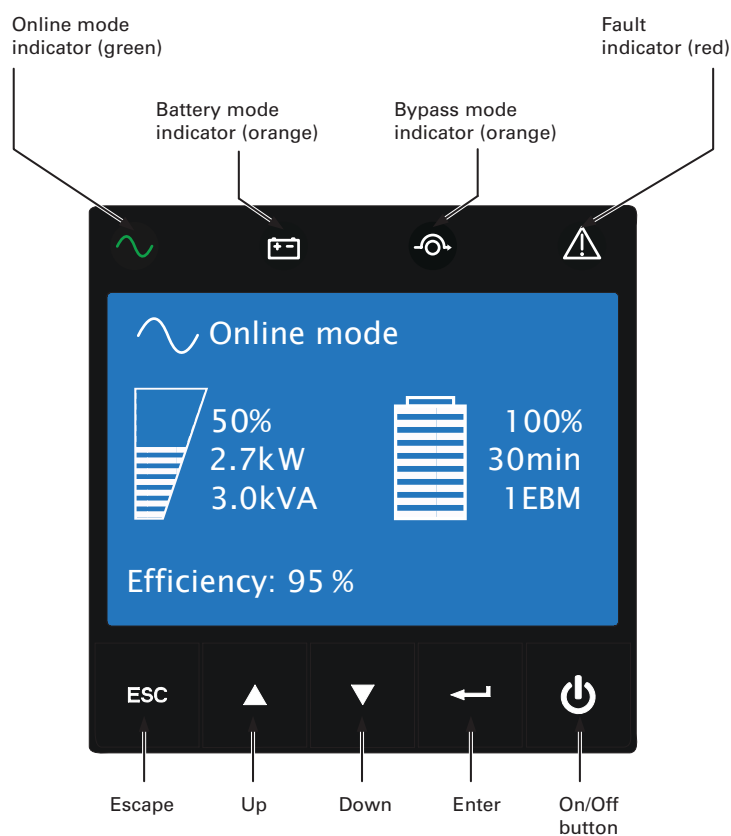 Online mode
indicator (green)
Fault
indicator (red)
Battery mode
indicator (orange)
Bypass mode
indicator (orange)
Online mode
50%
2.7kW
3.0kVA
100%
30min
1EBM
Efficiency: 95 %
ESC
Escape
Up
Down
Enter
On/Off
button